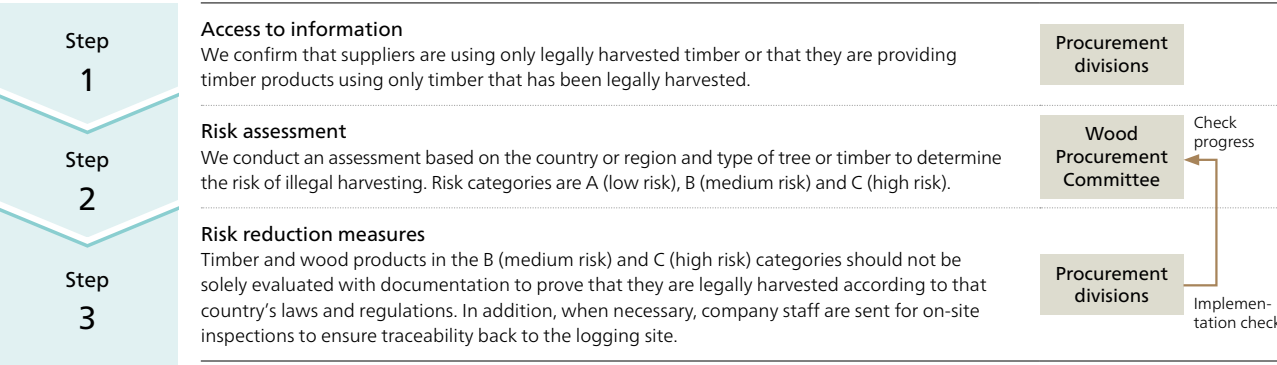 Step
1
Access to information
We confirm that suppliers are using only legally harvested timber or that they are providing
timber products using only timber that has been legally harvested.
Procurement
divisions
Step
2
Risk assessment
We conduct an assessment based on the country or region and type of tree or timber to determine
the risk of illegal harvesting. Risk categories are A (low risk), B (medium risk) and C (high risk).
Wood
Procurement
Committee
Check
progress
Step
3
Risk reduction measures
Timber and wood products in the B (medium risk) and C (high risk) categories should not be
solely evaluated with documentation to prove that they are legally harvested according to that
country’s laws and regulations. In addition, when necessary, company staff are sent for on-site
inspections to ensure traceability back to the logging site.
Procurement
divisions
Implemen-
tation check